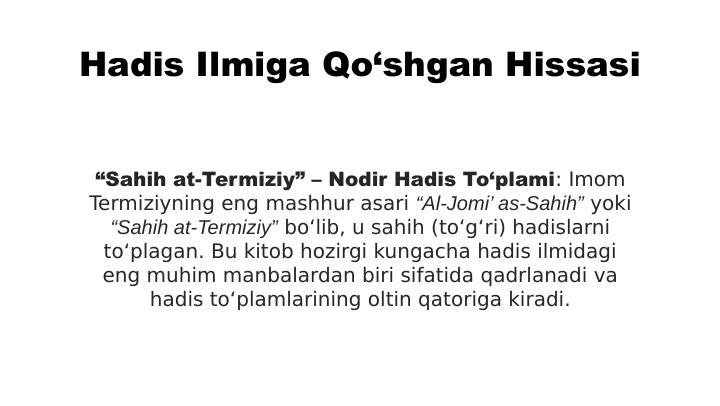 Hadis Ilmiga Qo‘shgan Hissasi
“Sahih at-Termiziy” – Nodir Hadis To‘plami: Imom
Termiziyning eng mashhur asari “Al-Jomi’ as-Sahih” yoki
“Sahih at-Termiziy” bo‘lib, u sahih (to‘g‘ri) hadislarni
to‘plagan. Bu kitob hozirgi kungacha hadis ilmidagi
eng muhim manbalardan biri sifatida qadrlanadi va
hadis to‘plamlarining oltin qatoriga kiradi.